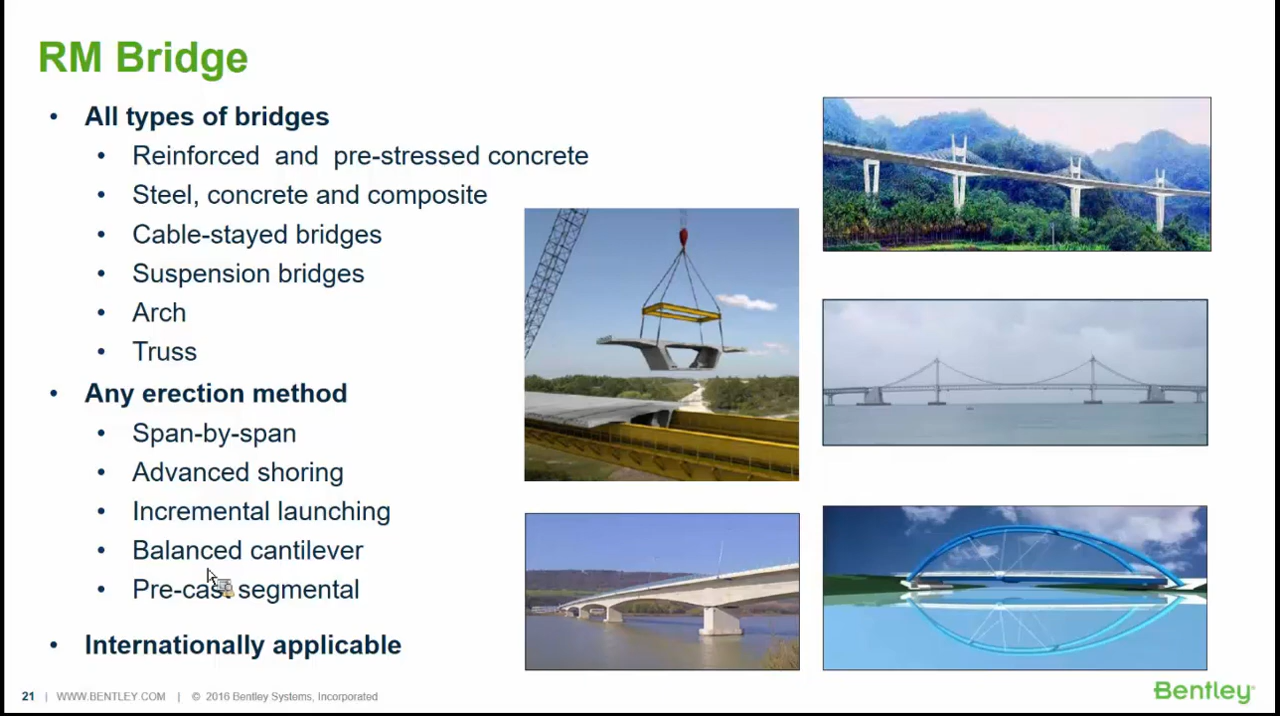 RM Bridge
• All types of bridges
• Reinforced and pre-stressed concrete
• Steel, concrete and composite
• Cable-stayed bridges
• Suspension bridges
• Arch
• Truss
• Any erection method
• Span-by-span
• Advanced shoring
• Incremental launching
• Balanced cantilever
• Pre-cast segmental
• Internationally applicable
21 | WWW.BENTLEY.COM | © 2016 Bentley Systems, Incorporated
Bentley®